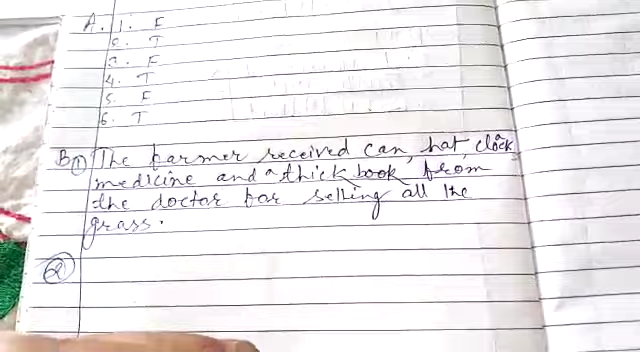 A. 1. F
2. T
3. F
4. T
5. F
6. T
B ① The farmer received can, hat, a clock,
medicine and a thick book from
the doctor for selling all the
grass.
②